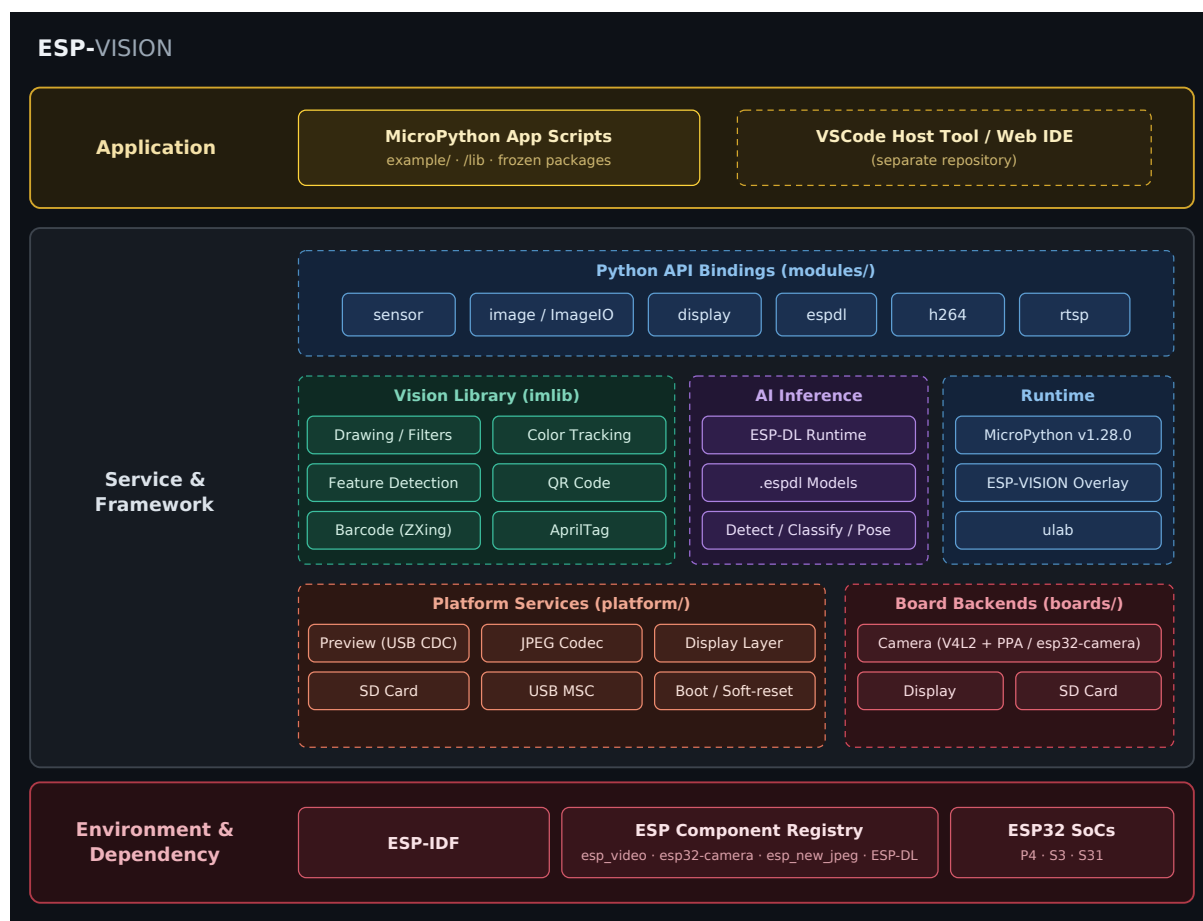 ESP-VISION
Application
MicroPython App Scripts
example/ · /lib · frozen packages
VSCode Host Tool / Web IDE
(separate repository)
Service &
Framework
Python API Bindings (modules/)
sensor
image / ImageIO
display
espdl
h264
rtsp
Vision Library (imlib)
Drawing / Filters
Color Tracking
Feature Detection
QR Code
Barcode (ZXing)
AprilTag
AI Inference
ESP-DL Runtime
.espdl Models
Detect / Classify / Pose
Runtime
MicroPython v1.28.0
ESP-VISION Overlay
ulab
Platform Services (platform/)
Preview (USB CDC)
JPEG Codec
Display Layer
SD Card
USB MSC
Boot / Soft-reset
Board Backends (boards/)
Camera (V4L2 + PPA / esp32-camera)
Display
SD Card
Environment &
Dependency
ESP-IDF
ESP Component Registry
esp_video · esp32-camera · esp_new_jpeg · ESP-DL
ESP32 SoCs
P4 · S3 · S31